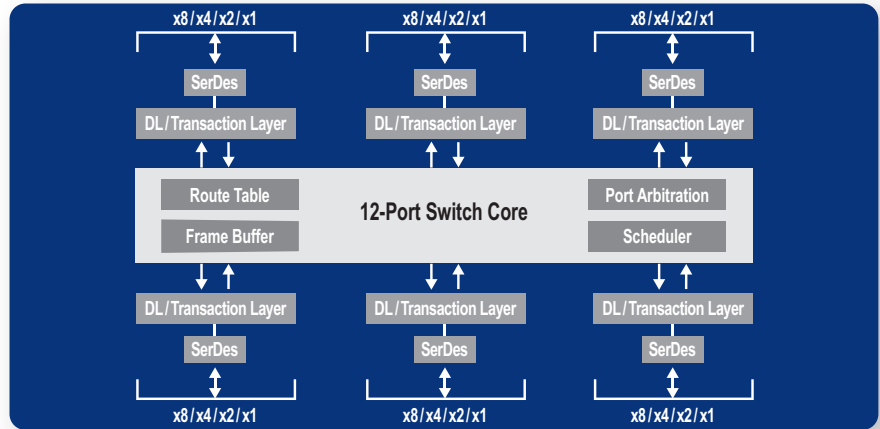 x8/x4/x2/x1 x8/x4/x2/x1 x8/x4/x2/x1
SerDes SerDes SerDes
DL/Transaction Layer DL/Transaction Layer DL/Transaction Layer
Route Table
Frame Buffer
12-Port Switch Core
Port Arbitration
Scheduler
DL/Transaction Layer DL/Transaction Layer DL/Transaction Layer
SerDes SerDes SerDes
x8/x4/x2/x1 x8/x4/x2/x1 x8/x4/x2/x1